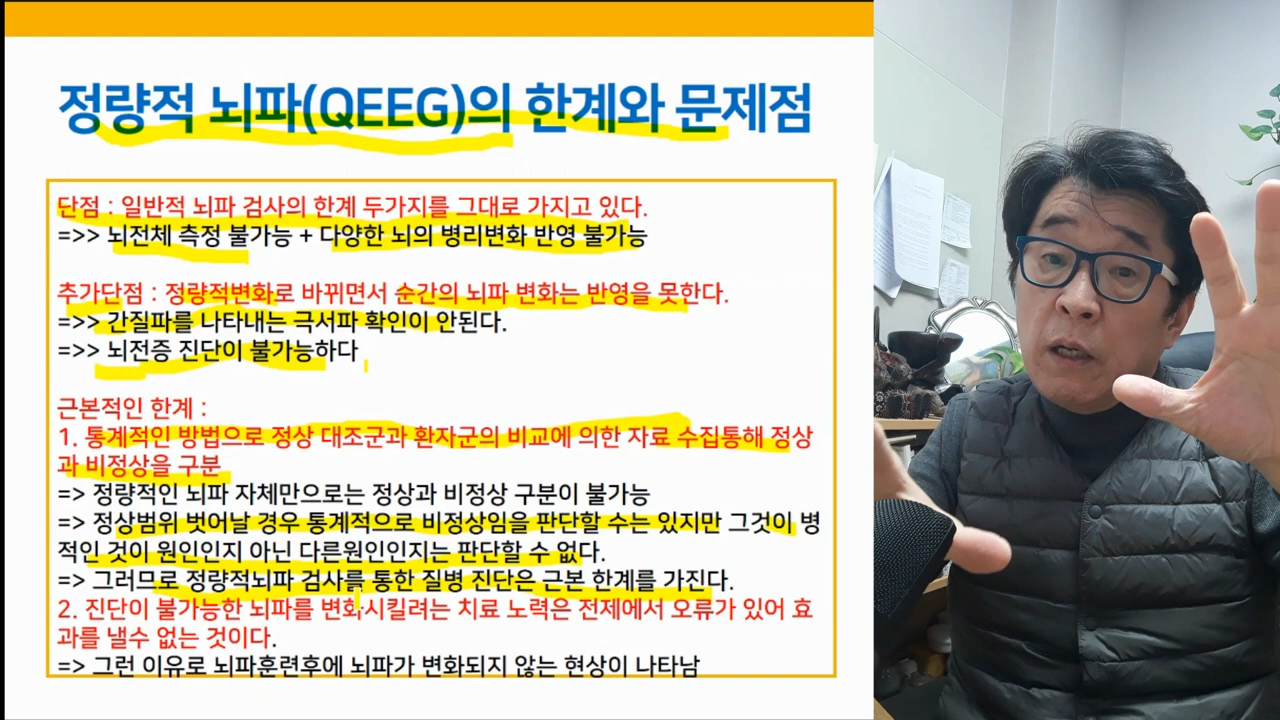 정량적 뇌파(QEEG)의 한계와 문제점
단점 : 일반적 뇌파 검사의 한계 두가지를 그대로 가지고 있다.
=>> 뇌전체 측정 불가능 + 다양한 뇌의 병리변화 반영 불가능
추가단점 : 정량적변화로 바뀌면서 순간의 뇌파 변화는 반영을 못한다.
=>> 간질파를 나타내는 극서파 확인이 안된다.
=>> 뇌전증 진단이 불가능하다
근본적인 한계 :
1. 통계적인 방법으로 정상 대조군과 환자군의 비교에 의한 자료 수집통해 정상
과 비정상을 구분
=> 정량적인 뇌파 자체만으로는 정상과 비정상 구분이 불가능
=> 정상범위 벗어날 경우 통계적으로 비정상임을 판단할 수는 있지만 그것이 병
적인 것이 원인인지 아닌 다른원인인지는 판단할 수 없다.
=> 그러므로 정량적뇌파 검사를 통한 질병 진단은 근본 한계를 가진다.
2. 진단이 불가능한 뇌파를 변화시킬려는 치료 노력은 전제에서 오류가 있어 효
과를 낼수 없는 것이다.
=> 그런 이유로 뇌파훈련후에 뇌파가 변화되지 않는 현상이 나타남